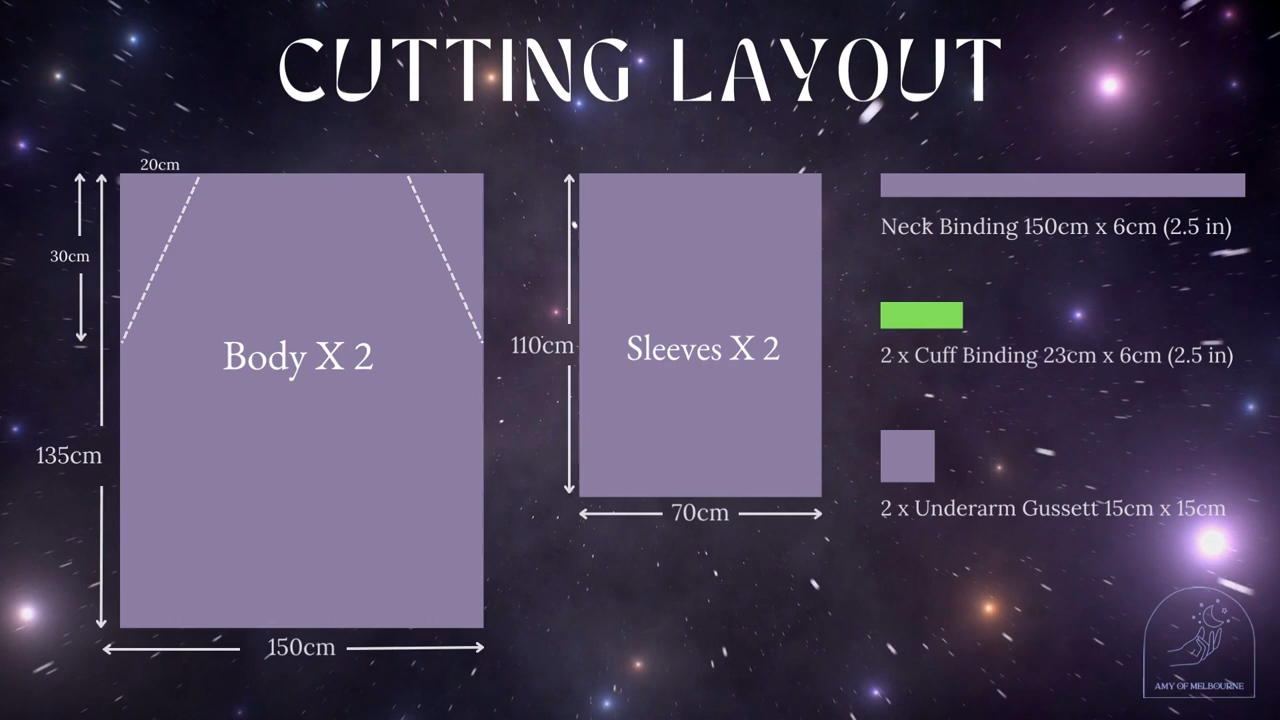 CUTTING LAYOUT
20cm
30cm
Body X 2
135cm
150cm
110cm
Sleeves X 2
70cm
Neck Binding 150cm x 6cm (2.5 in)
2 x Cuff Binding 23cm x 6cm (2.5 in)
2 x Underarm Gussett 15cm x 15cm
AMY OF MELBOURNE